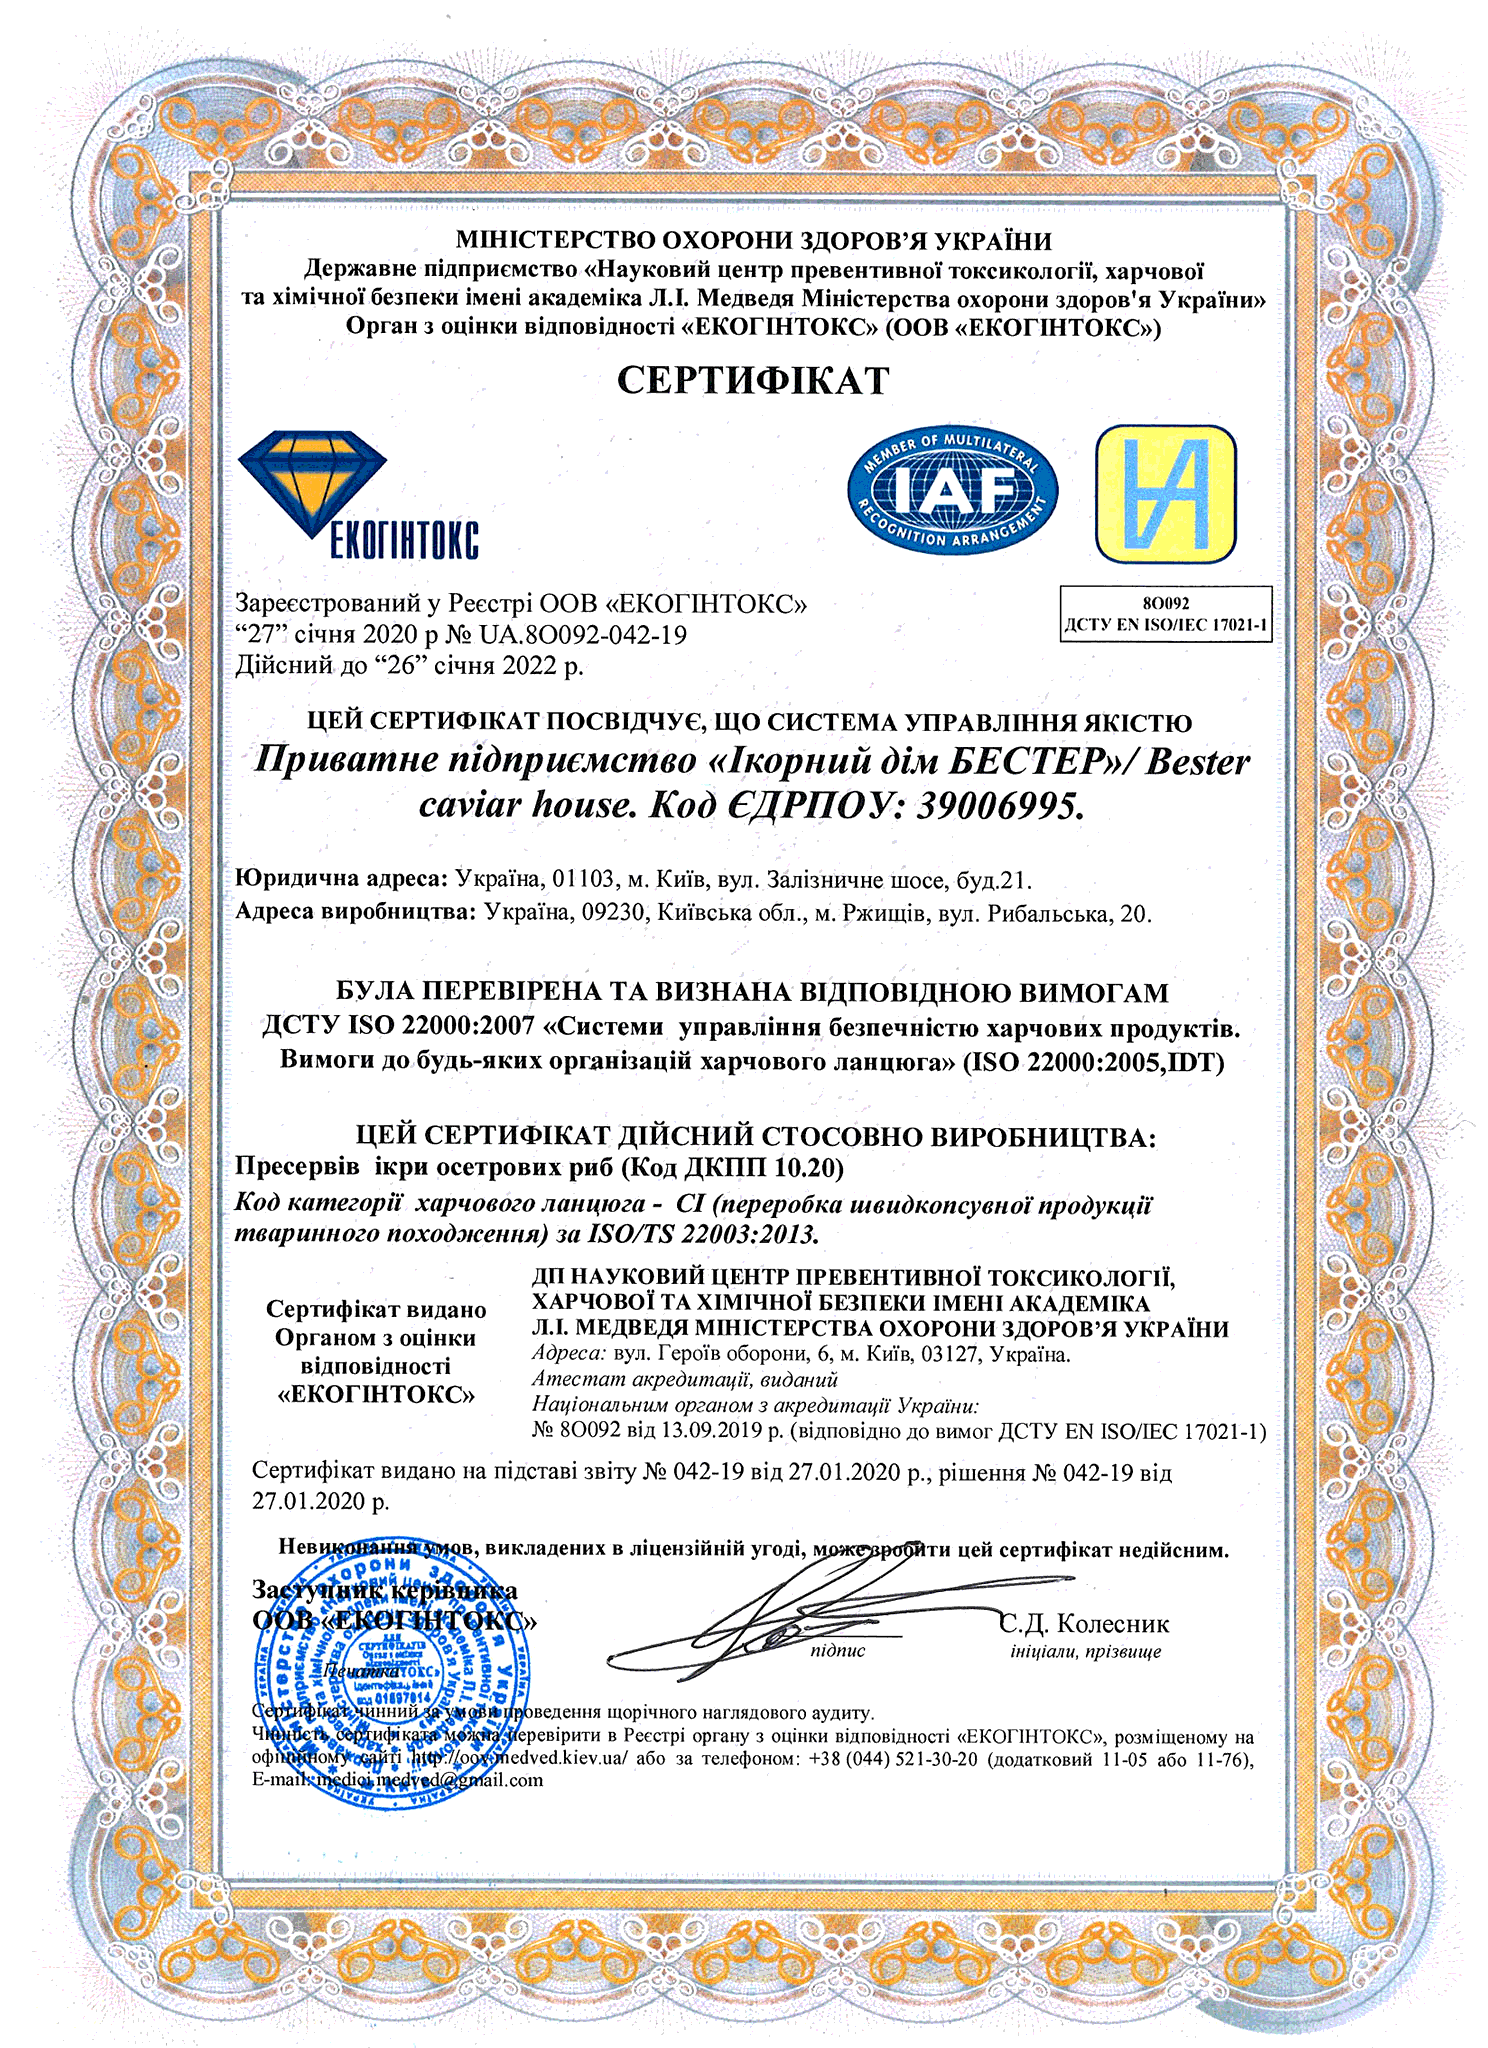 МІНІСТЕРСТВО ОХОРОНИ ЗДОРОВ’Я УКРАЇНИ
Державне підприємство «Науковий центр превентивної токсикології, харчової
та хімічної безпеки імені академіка Л.І. Медведя Міністерства охорони здоров'я України»
Орган з оцінки відповідності «ЕКОГІНТОКС» (ООВ «ЕКОГІНТОКС»)
СЕРТИФІКАТ
ЕКОГІНТОКС
MEMBER OF MULTILATERAL
IAF
RECOGNITION ARRANGEMENT
Зареєстрований у Реєстрі ООВ «ЕКОГІНТОКС»
“27” січня 2020 р № UA.8О092-042-19
Дійсний до “26” січня 2022 р.
8О092
ДСТУ EN ISO/IEC 17021-1
ЦЕЙ СЕРТИФІКАТ ПОСВІДЧУЄ, ЩО СИСТЕМА УПРАВЛІННЯ ЯКІСТЮ
Приватне підприємство «Ікорний дім БЕСТЕР»/ Bester
caviar house. Код ЄДРПОУ: 39006995.
Юридична адреса: Україна, 01103, м. Київ, вул. Залізничне шосе, буд.21.
Адреса виробництва: Україна, 09230, Київська обл., м. Ржищів, вул. Рибальська, 20.
БУЛА ПЕРЕВІРЕНА ТА ВИЗНАНА ВІДПОВІДНОЮ ВИМОГАМ
ДСТУ ISO 22000:2007 «Системи управління безпечністю харчових продуктів.
Вимоги до будь-яких організацій харчового ланцюга» (ISO 22000:2005,IDT)
ЦЕЙ СЕРТИФІКАТ ДІЙСНИЙ СТОСОВНО ВИРОБНИЦТВА:
Пресервів ікри осетрових риб (Код ДКПП 10.20)
Код категорії харчового ланцюга - СІ (переробка швидкопсувної продукції
тваринного походження) за ISO/TS 22003:2013.
Сертифікат видано
Органом з оцінки
відповідності
«ЕКОГІНТОКС»
ДП НАУКОВИЙ ЦЕНТР ПРЕВЕНТИВНОЇ ТОКСИКОЛОГІЇ,
ХАРЧОВОЇ ТА ХІМІЧНОЇ БЕЗПЕКИ ІМЕНІ АКАДЕМІКА
Л.І. МЕДВЕДЯ МІНІСТЕРСТВА ОХОРОНИ ЗДОРОВ’Я УКРАЇНИ
Адреса: вул. Героїв оборони, 6, м. Київ, 03127, Україна.
Атестат акредитації, виданий
Національним органом з акредитації України:
№ 8О092 від 13.09.2019 р. (відповідно до вимог ДСТУ EN ISO/IEC 17021-1)
Сертифікат видано на підставі звіту № 042-19 від 27.01.2020 р., рішення № 042-19 від
27.01.2020 р.
Невиконання умов, викладених в ліцензійній угоді, може зробити цей сертифікат недійсним.
Заступник керівника
ООВ «ЕКОГІНТОКС»
С.Д. Колесник
підпис
ініціали, прізвище
Печатка
Сертифікат чинний за умови проведення щорічного наглядового аудиту.
Чинність сертифіката можна перевірити в Реєстрі органу з оцінки відповідності «ЕКОГІНТОКС», розміщеному на
офіційному сайті http://oov.medved.kiev.ua/ або за телефоном: +38 (044) 521-30-20 (додатковий 11-05 або 11-76),
E-mail: medici.medved@gmail.com